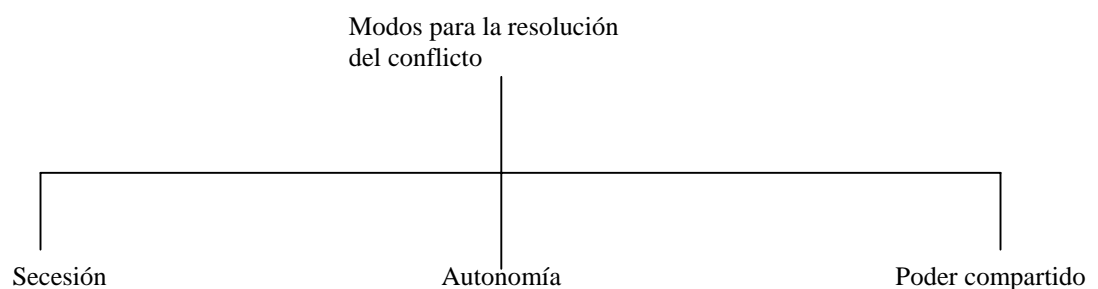 Modos para la resolución
del conflicto
Secesión Autonomía Poder compartido